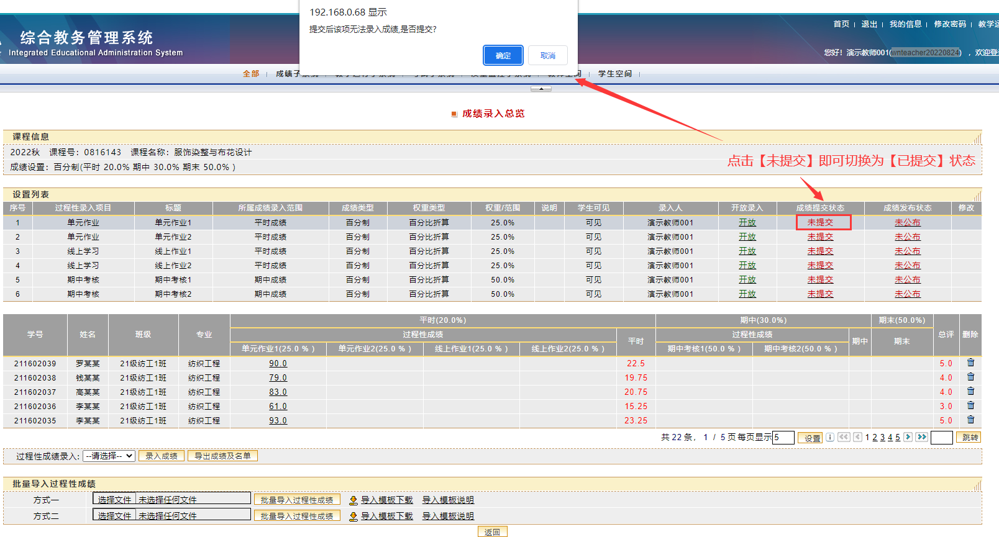 192.168.0.68 显示
提交后该项无法录入成绩,是否提交?
确定 取消
综合教务管理系统
Integrated Educational Administration System
首页 | 退出 | 我的信息 | 修改密码 | 教学运
您好！演示教师001(wnteacher20220824) ，欢迎登
全部 | 成绩子系统 | 教学运行子系统 | 考试子系统 | 质量监控子系统 | 教师空间 | 学生空间 |
成绩录入总览
课程信息
2022秋 课程号：0816143 课程名称：服饰染整与布花设计
成绩设置：百分制(平时 20.0% 期中 30.0% 期末 50.0% )
点击【未提交】即可切换为【已提交】状态
设置列表
序号 过程性录入项目 标题 所属成绩录入范围 成绩类型 权重类型 权重/范围 说明 学生可见 录入人 开放录入 成绩提交状态 成绩发布状态 修改
1 单元作业 单元作业1 平时成绩 百分制 百分比折算 25.0% 可见 演示教师001 开放 未提交 未公布
2 单元作业 单元作业2 平时成绩 百分制 百分比折算 25.0% 可见 演示教师001 开放 未提交 未公布
3 线上学习 线上作业1 平时成绩 百分制 百分比折算 25.0% 可见 演示教师001 开放 未提交 未公布
4 线上学习 线上作业2 平时成绩 百分制 百分比折算 25.0% 可见 演示教师001 开放 未提交 未公布
5 期中考核 期中考核1 期中成绩 百分制 百分比折算 50.0% 可见 演示教师001 开放 未提交 未公布
6 期中考核 期中考核2 期中成绩 百分制 百分比折算 50.0% 可见 演示教师001 开放 未提交 未公布
学号 姓名 班级 专业 平时(20.0%) 期中(30.0%) 期末(50.0%) 总评 删除
过程性成绩 平时 过程性成绩 期中 期末
单元作业1(25.0 % ) 单元作业2(25.0 % ) 线上作业1(25.0 % ) 线上作业2(25.0 % ) 期中考核1(50.0 % ) 期中考核2(50.0 % )
211602039 罗某某 21级纺工1班 纺织工程 90.0 22.5 5.0
211602038 钱某某 21级纺工1班 纺织工程 79.0 19.75 4.0
211602037 高某某 21级纺工1班 纺织工程 83.0 20.75 4.0
211602036 李某某 21级纺工1班 纺织工程 61.0 15.25 3.0
211602035 李某某 21级纺工1班 纺织工程 93.0 23.25 5.0
共 22 条， 1 / 5 页 每页显示 5 设置 1 2 3 4 5 跳转
过程性成绩录入: --请选择-- 录入成绩 导出成绩及名单
批量导入过程性成绩
方式一 选择文件 未选择任何文件 批量导入过程性成绩 导入模板下载 导入模板说明
方式二 选择文件 未选择任何文件 批量导入过程性成绩 导入模板下载 导入模板说明
返回